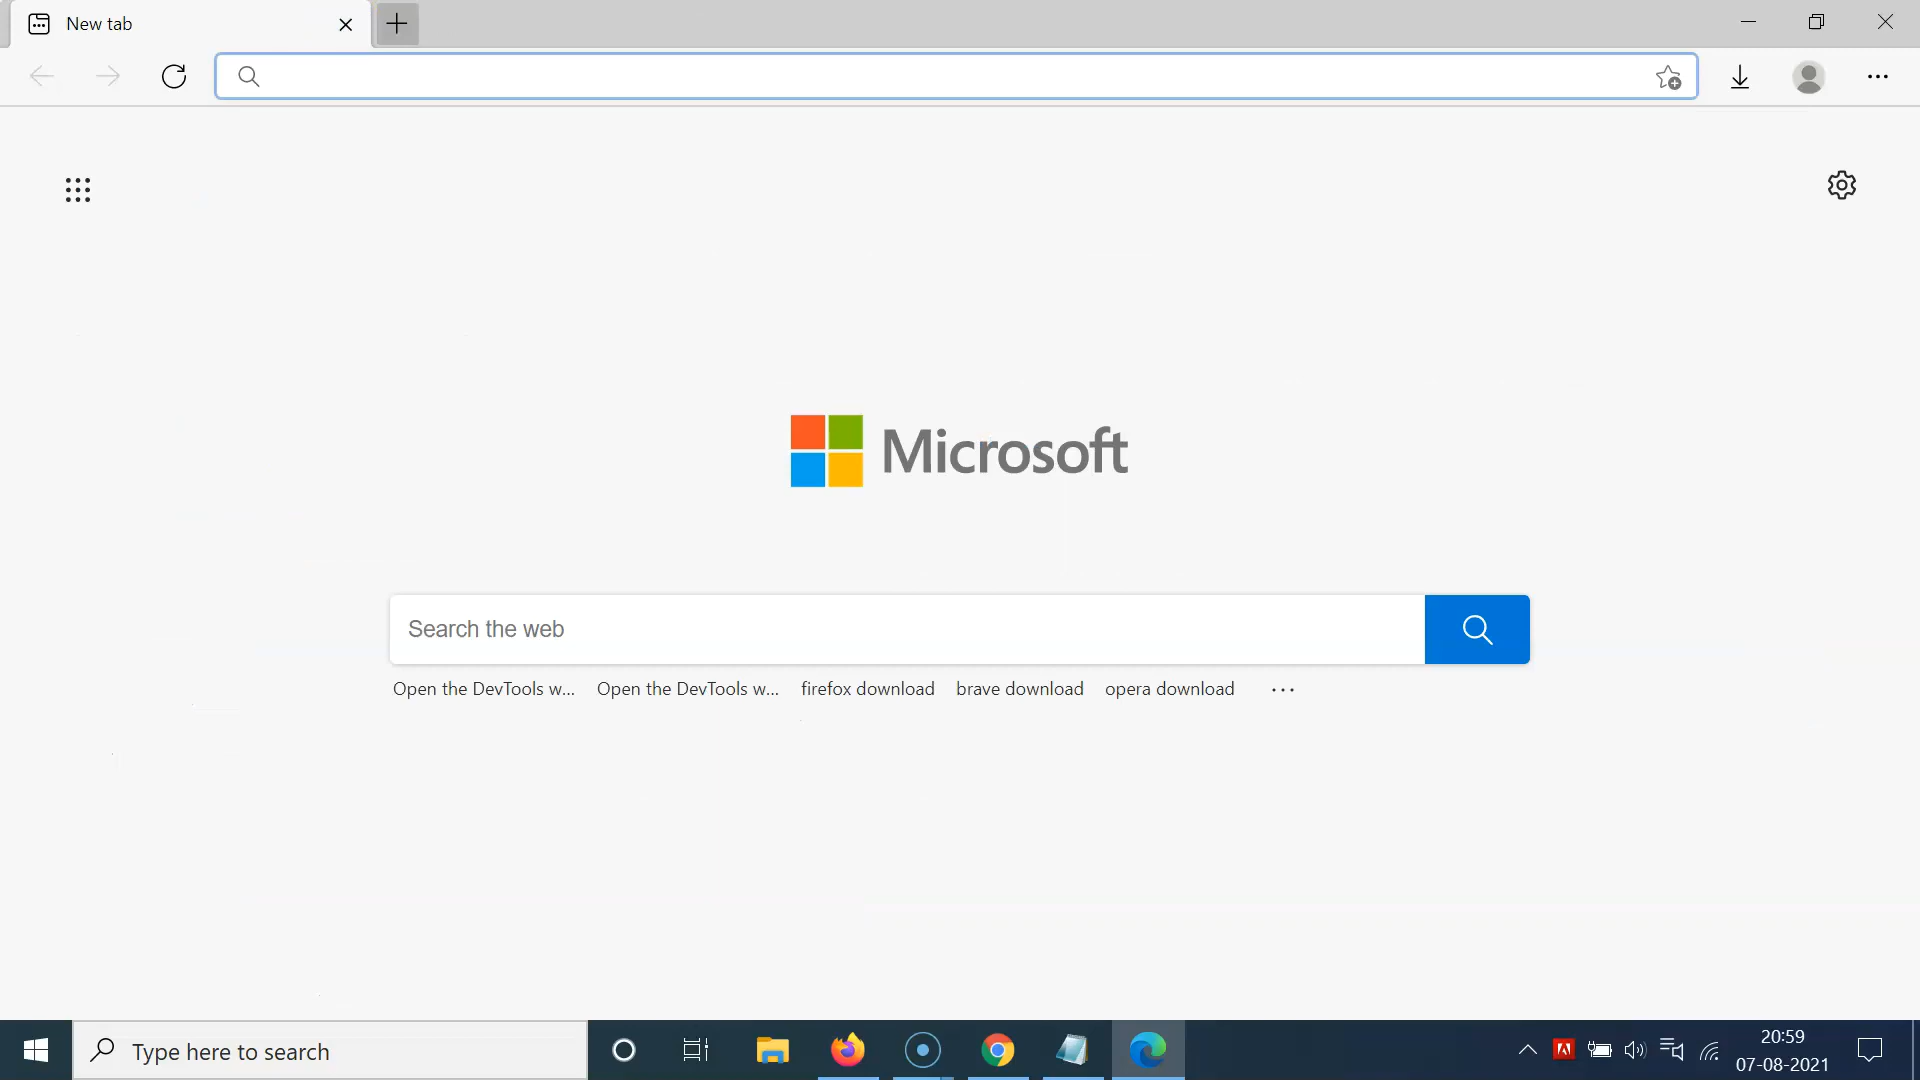 New tab
Microsoft
Search the web
Open the DevTools w... Open the DevTools w... firefox download brave download opera download
Type here to search
20:59
07-08-2021